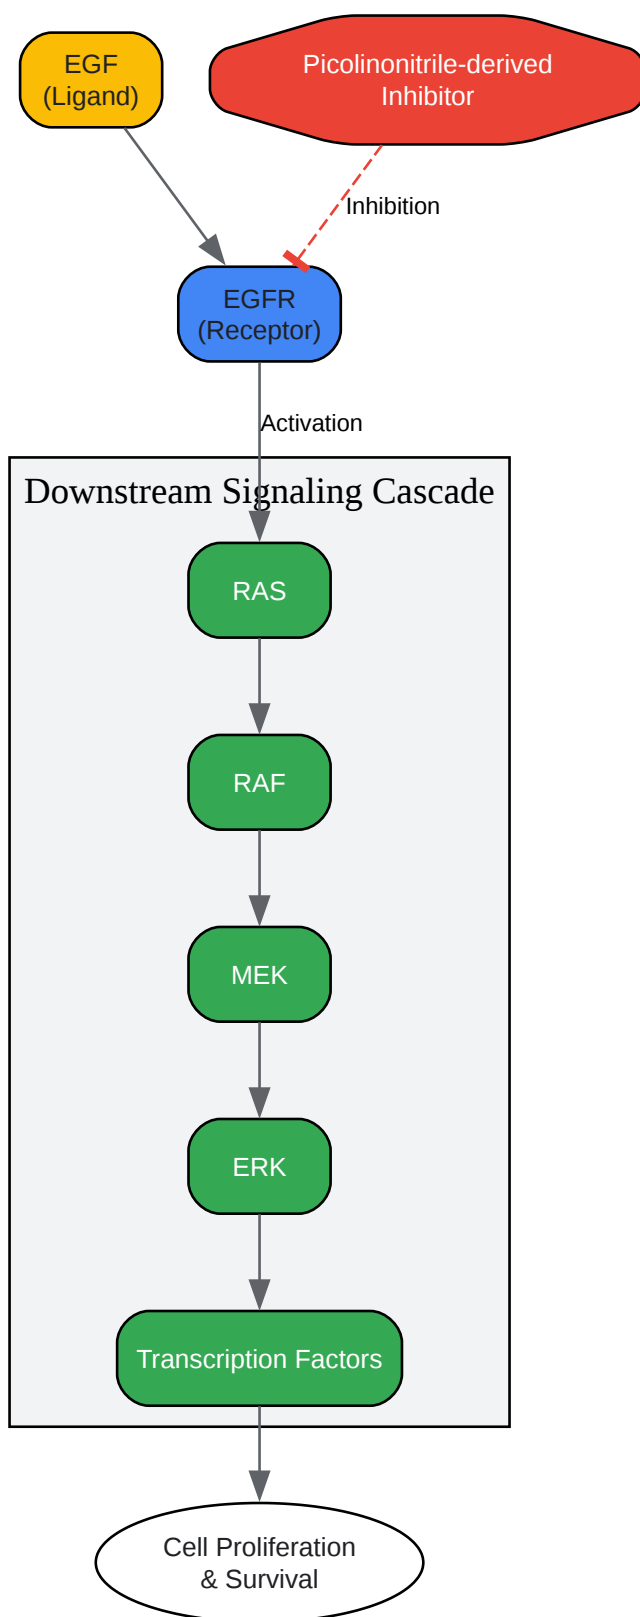 EGF
(Ligand)
Picolinonitrile-derived
Inhibitor
Inhibition
EGFR
(Receptor)
Activation
Downstream Signaling Cascade
RAS
RAF
MEK
ERK
Transcription Factors
Cell Proliferation
& Survival